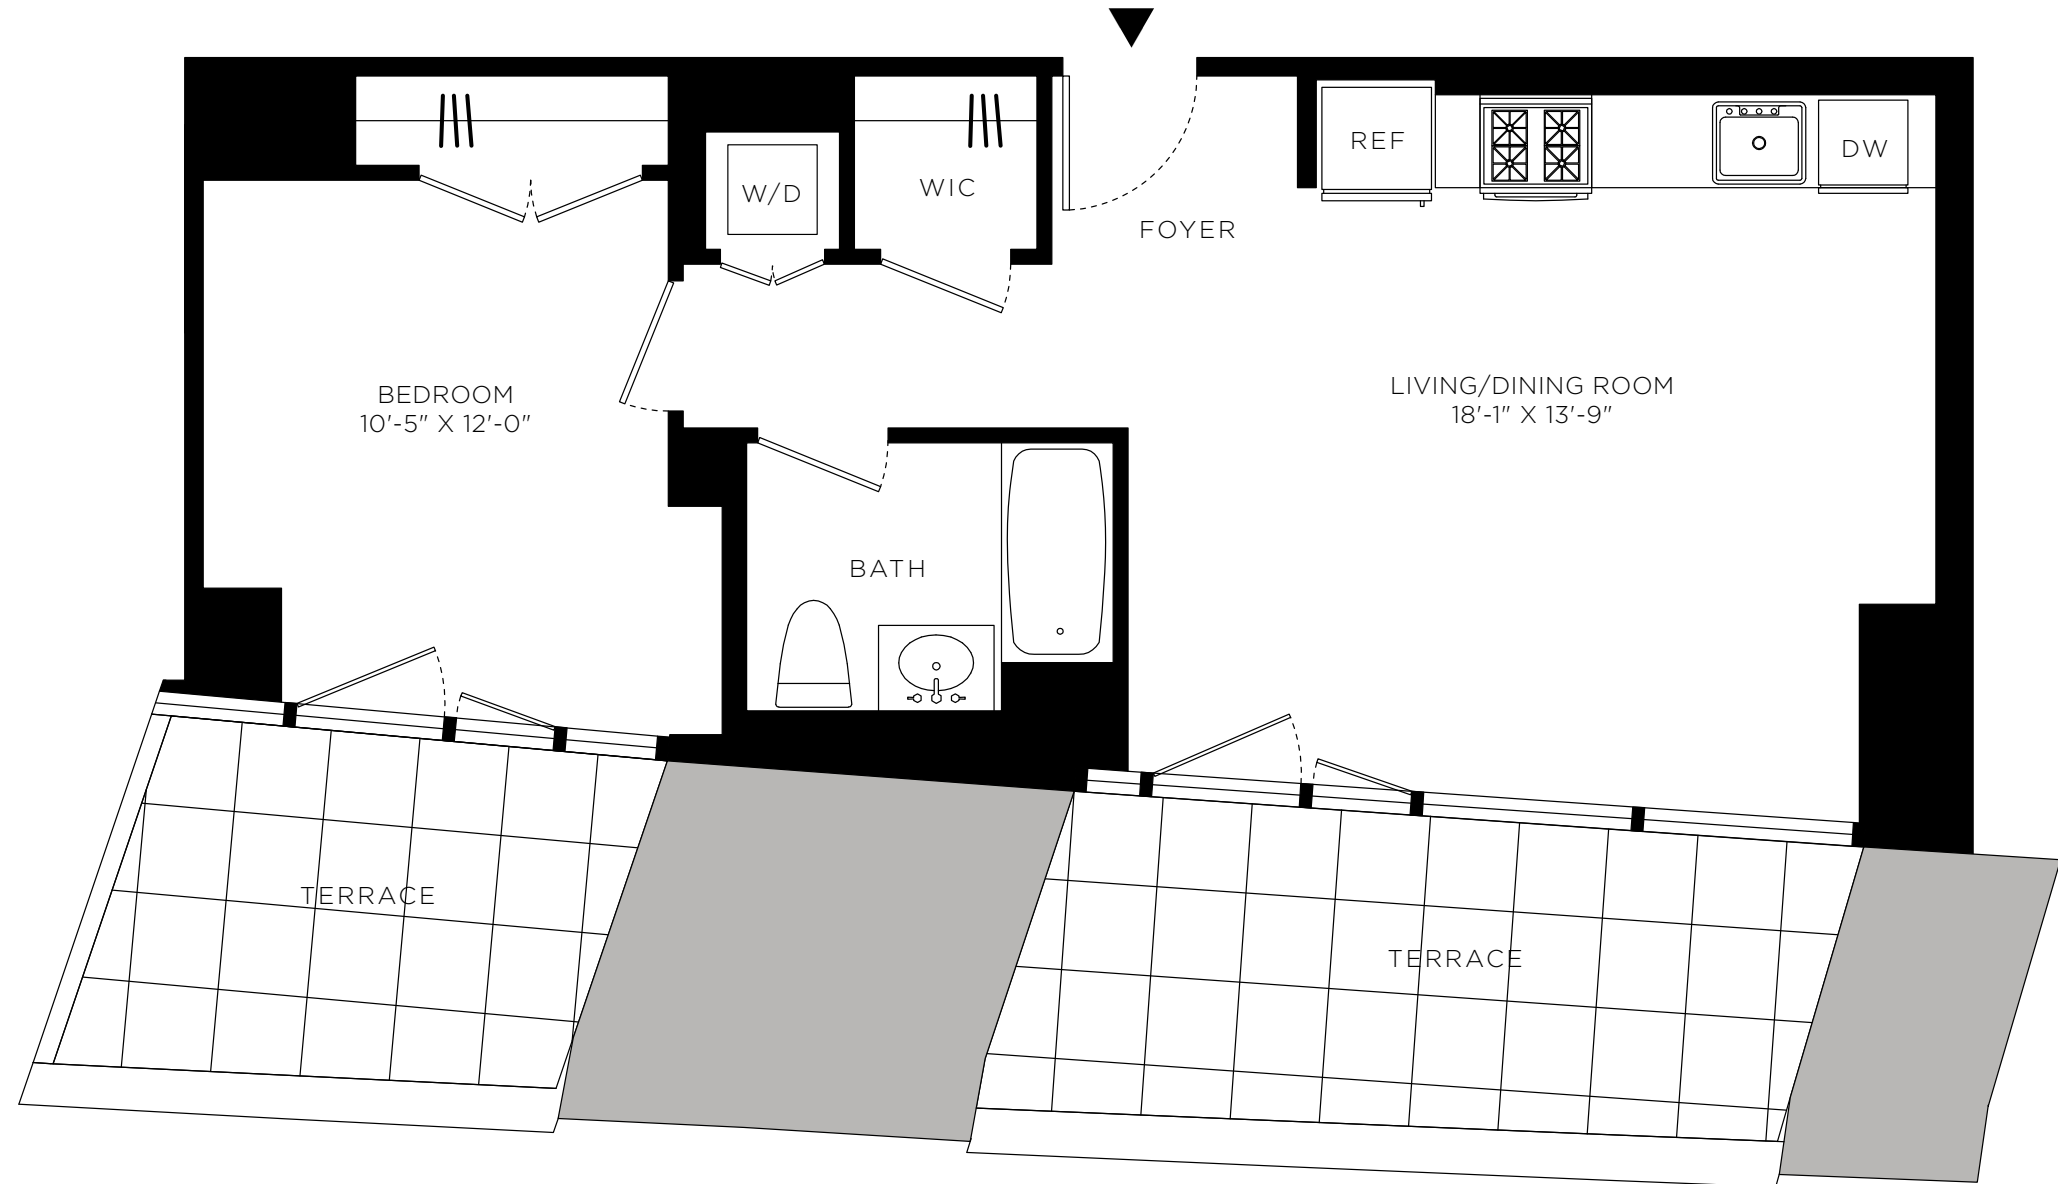 REF
DW
W/D
WIC
FOYER
BEDROOM
10'-5" X 12'-0"
LIVING/DINING ROOM
18'-1" X 13'-9"
BATH
TERRACE
TERRACE